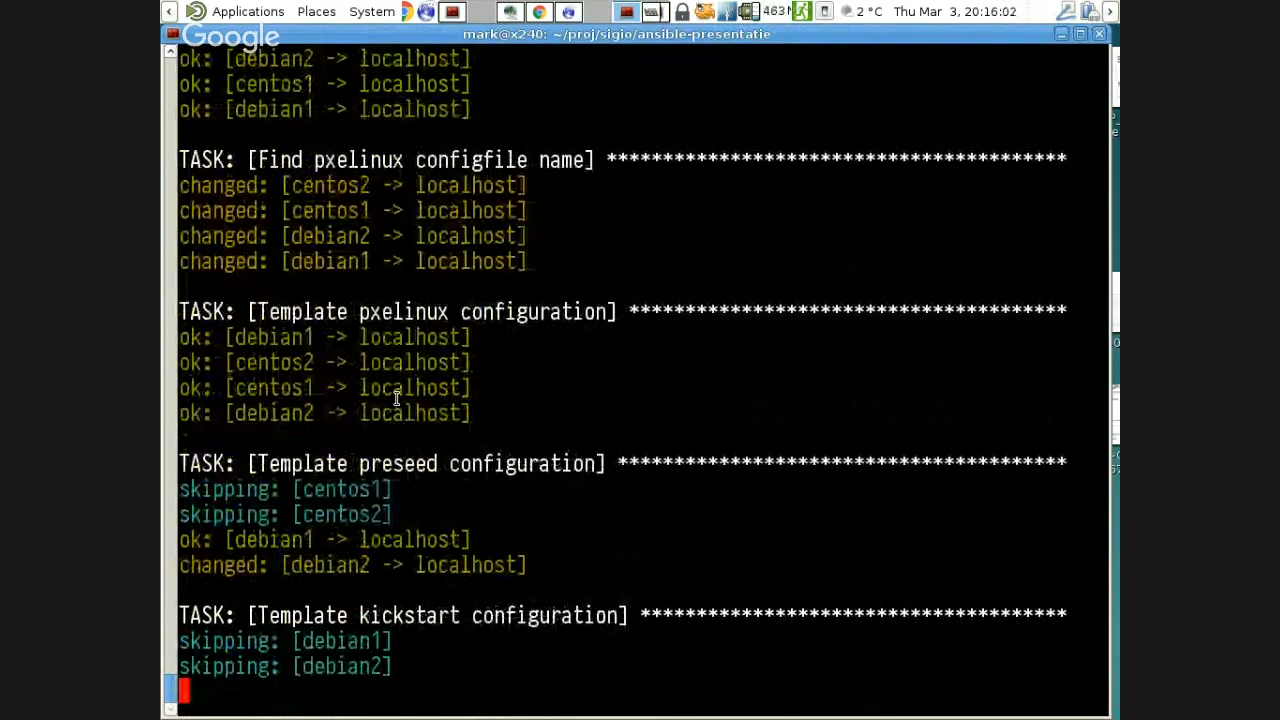 Applications Places System 463M 2 °C Thu Mar 3, 20:16:02
Google
mark@x240: ~/proj/sigio/ansible-presentatie
ok: [debian2 -> localhost]
ok: [centos1 -> localhost]
ok: [debian1 -> localhost]
TASK: [Find pxelinux configfile name] *****************************************
changed: [centos2 -> localhost]
changed: [centos1 -> localhost]
changed: [debian2 -> localhost]
changed: [debian1 -> localhost]
TASK: [Template pxelinux configuration] ***************************************
ok: [debian1 -> localhost]
ok: [centos2 -> localhost]
ok: [centos1 -> localhost]
ok: [debian2 -> localhost]
TASK: [Template preseed configuration] ****************************************
skipping: [centos1]
skipping: [centos2]
ok: [debian1 -> localhost]
changed: [debian2 -> localhost]
TASK: [Template kickstart configuration] **************************************
skipping: [debian1]
skipping: [debian2]